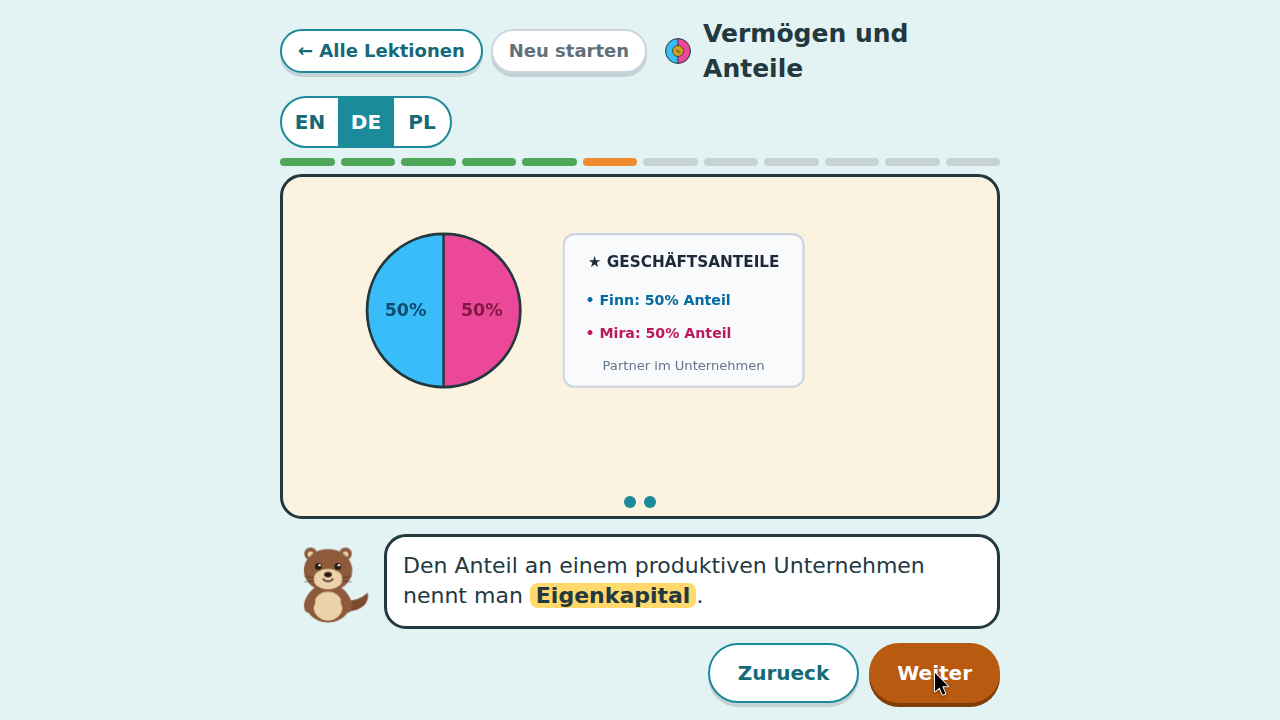 ← Alle Lektionen
Neu starten
Vermögen und
Anteile
EN DE PL
50% 50%
★ GESCHÄFTSANTEILE
• Finn: 50% Anteil
• Mira: 50% Anteil
Partner im Unternehmen
Den Anteil an einem produktiven Unternehmen
nennt man Eigenkapital.
Zurueck
Weiter